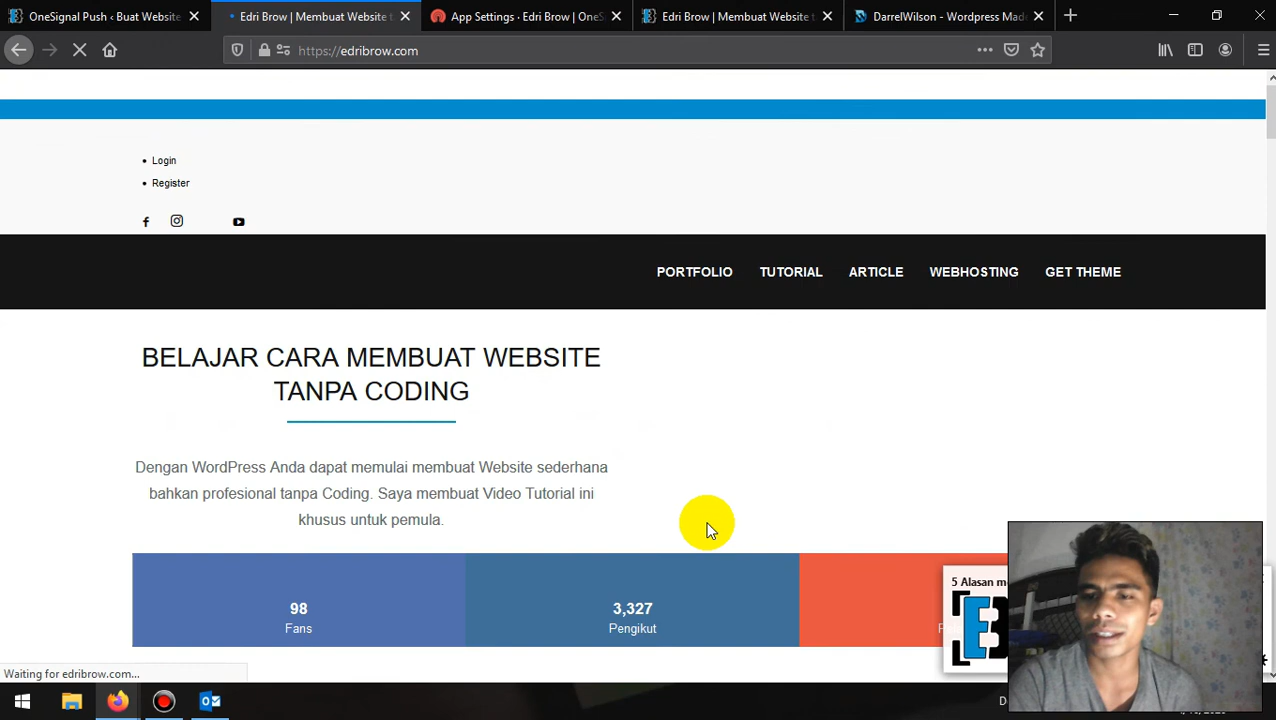 OneSignal Push ‹ Buat Website
Edri Brow | Membuat Website t
App Settings · Edri Brow | OneS
Edri Brow | Membuat Website t
DarrelWilson - Wordpress Mad
https://edribrow.com
Login
Register
PORTFOLIO TUTORIAL ARTICLE WEBHOSTING GET THEME
BELAJAR CARA MEMBUAT WEBSITE
TANPA CODING
Dengan WordPress Anda dapat memulai membuat Website sederhana
bahkan profesional tanpa Coding. Saya membuat Video Tutorial ini
khusus untuk pemula.
98
Fans
3,327
Pengikut
5 Alasan m
Waiting for edribrow.com...